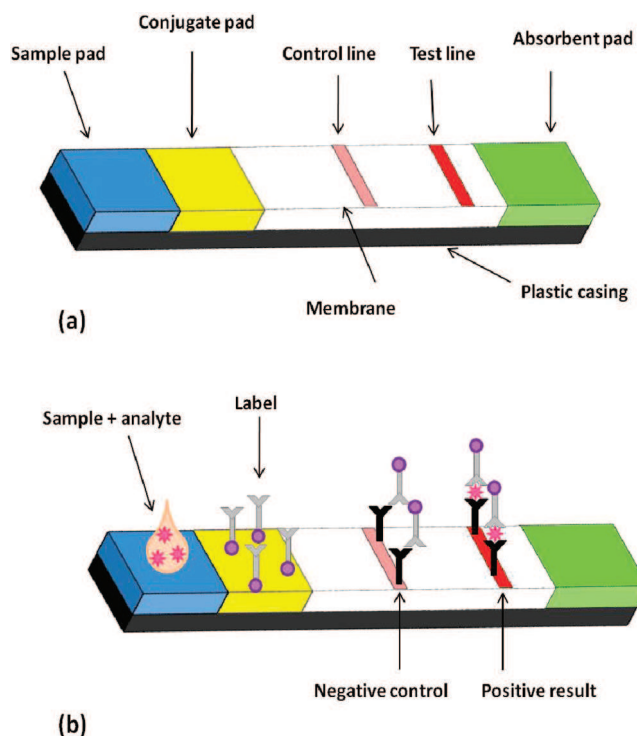 Conjugate pad
Sample pad
Control line
Test line
Absorbent pad
Membrane
Plastic casing
(a)
Sample + analyte
Label
Negative control
Positive result
(b)